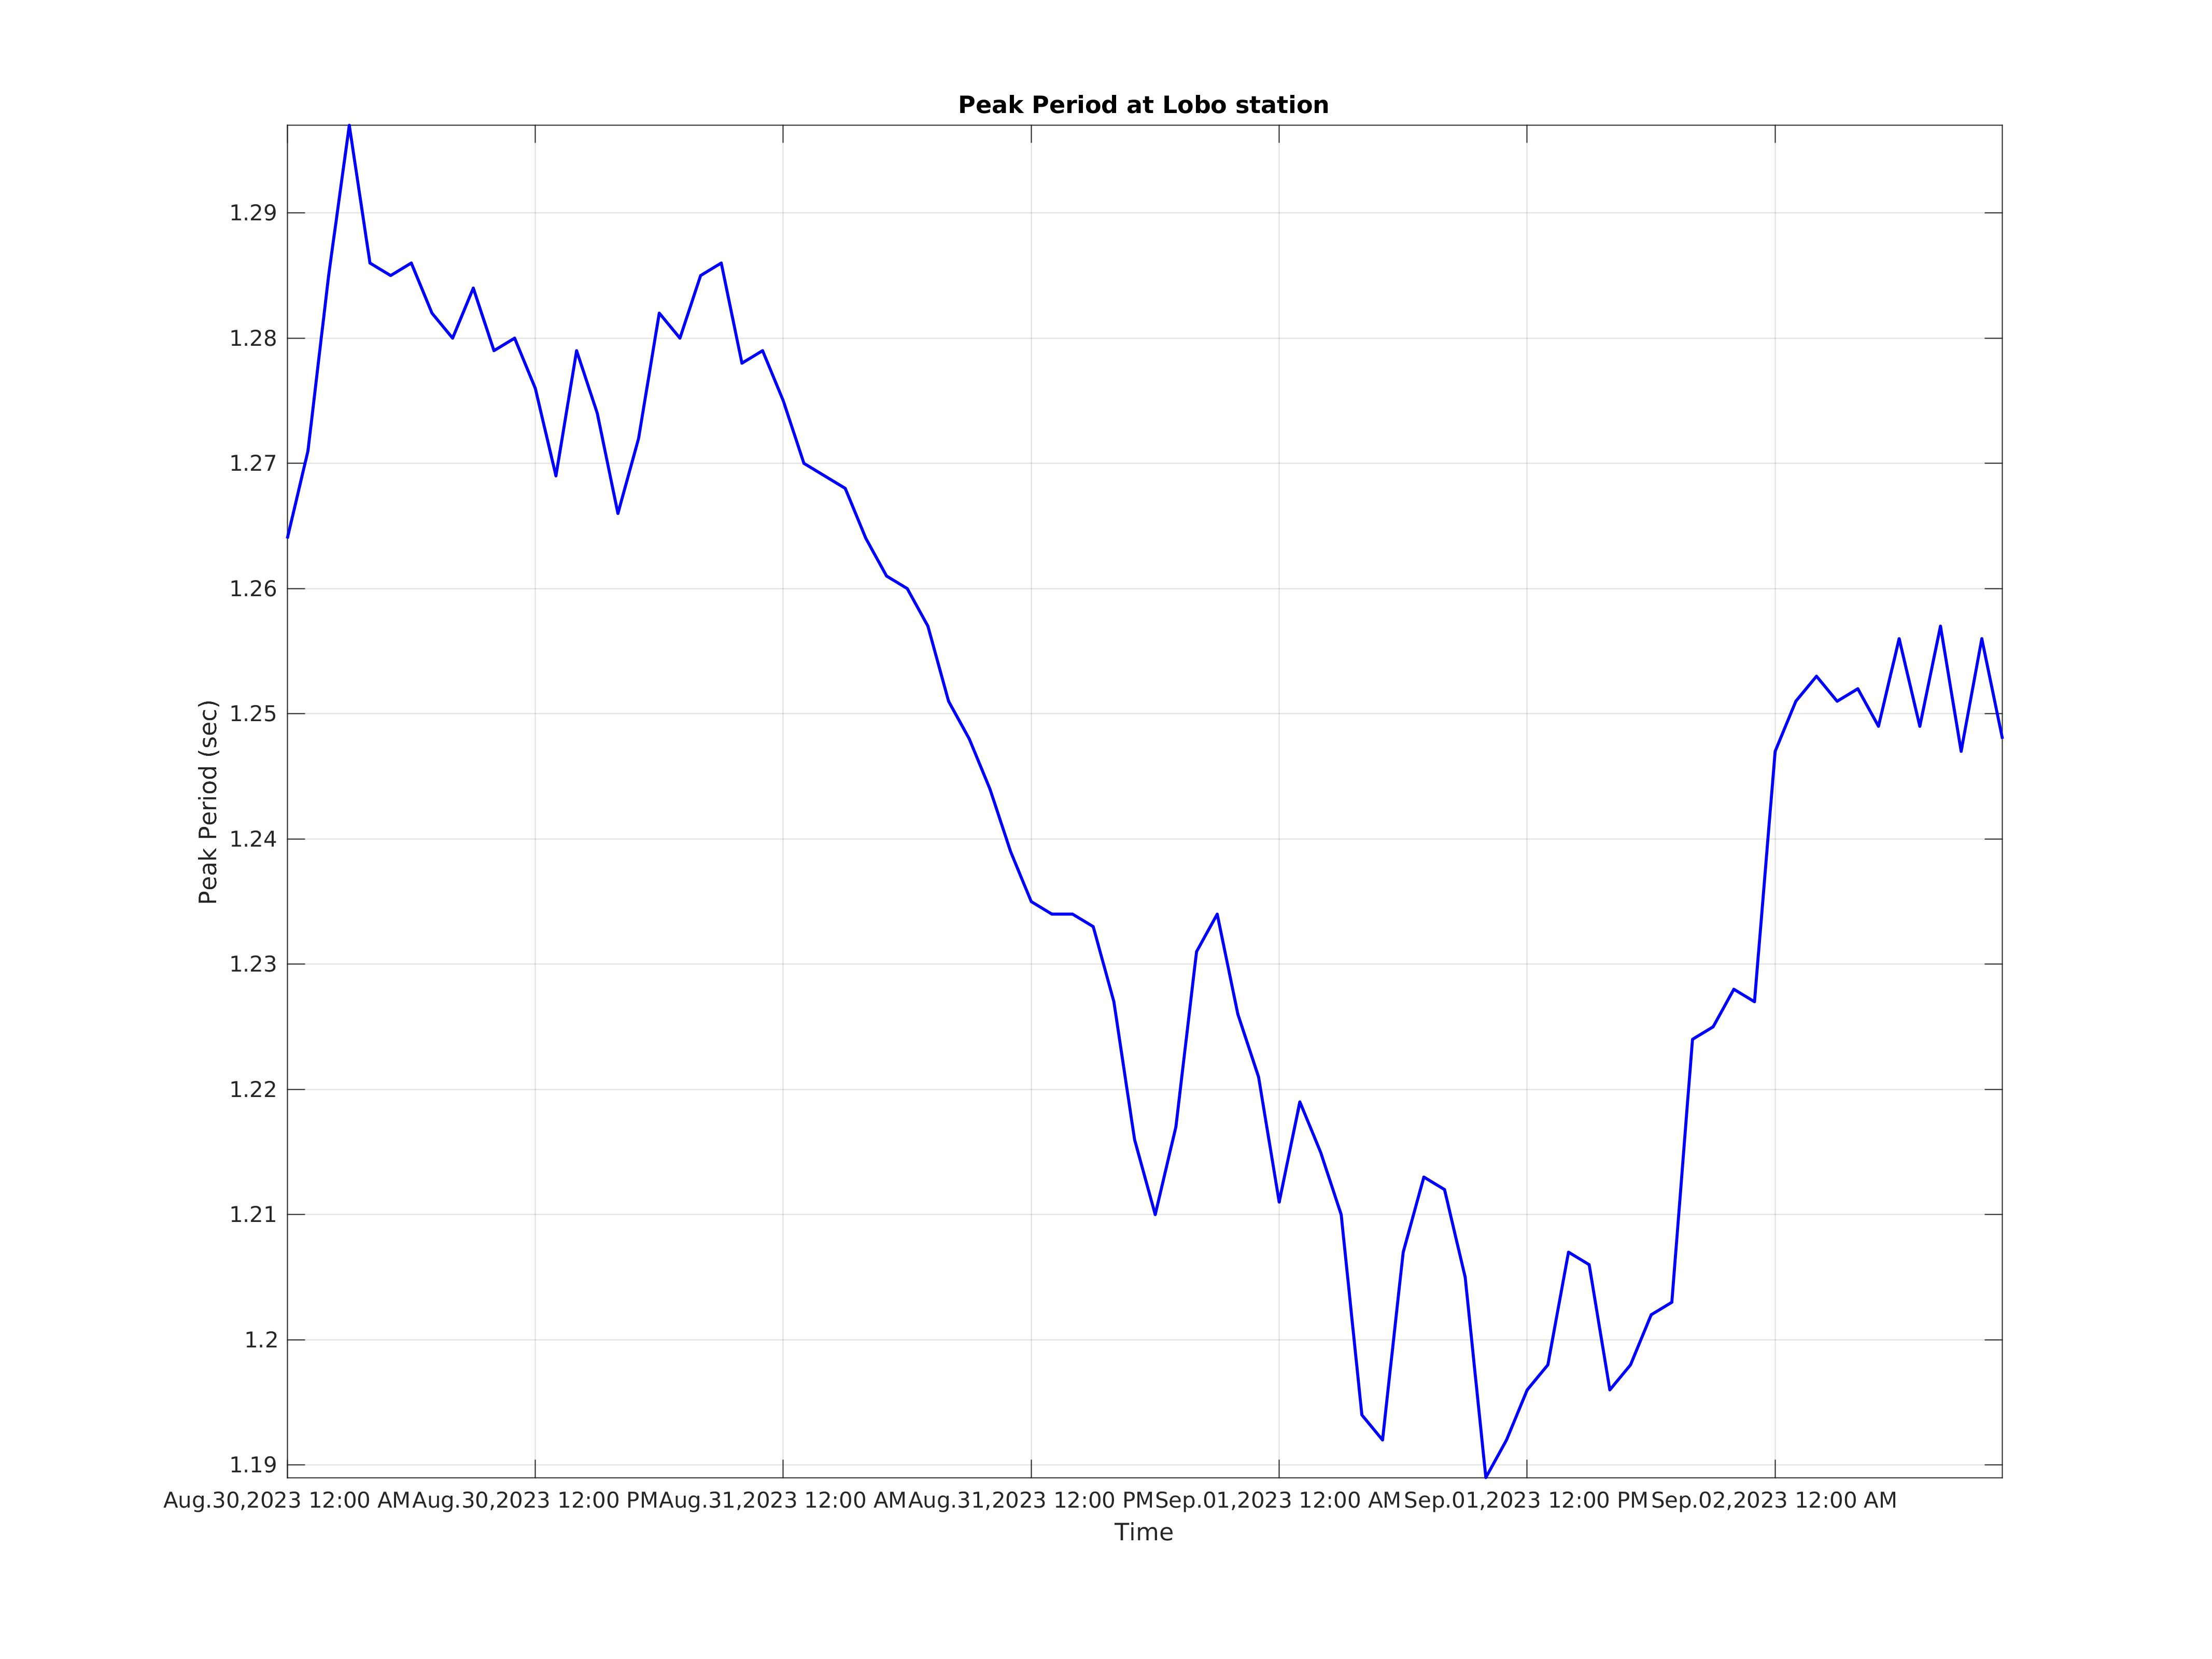 Peak Period at Lobo station
1.29
1.28
1.27
1.26
1.25
1.24
1.23
1.22
1.21
1.2
1.19
Peak Period (sec)
Aug.30,2023 12:00 AM Aug.30,2023 12:00 PM Aug.31,2023 12:00 AM Aug.31,2023 12:00 PM Sep.01,2023 12:00 AM Sep.01,2023 12:00 PM Sep.02,2023 12:00 AM
Time